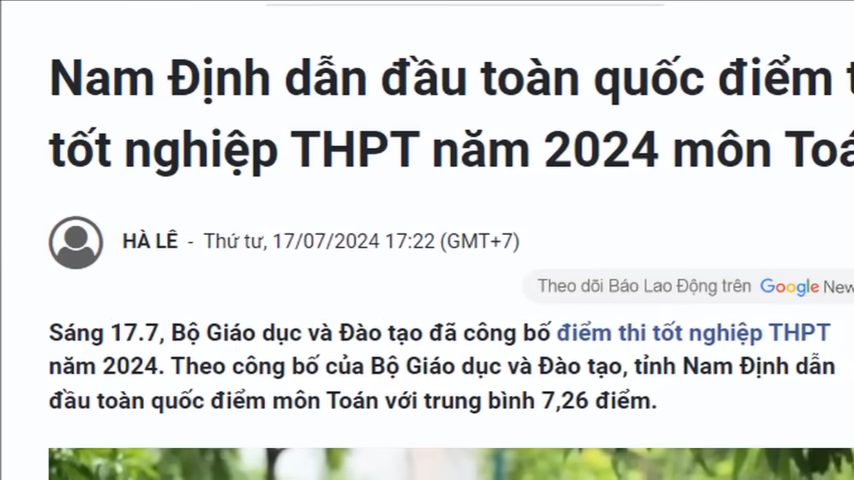 Nam Định dẫn đầu toàn quốc điểm
tốt nghiệp THPT năm 2024 môn
HÀ LÊ - Thứ tư, 17/07/2024 17:22 (GMT+7)
Theo dõi Báo Lao Động trên Google New
Sáng 17.7, Bộ Giáo dục và Đào tạo đã công bố điểm thi tốt nghiệp THPT
năm 2024. Theo công bố của Bộ Giáo dục và Đào tạo, tỉnh Nam Định dẫn
đầu toàn quốc điểm môn Toán với trung bình 7,26 điểm.